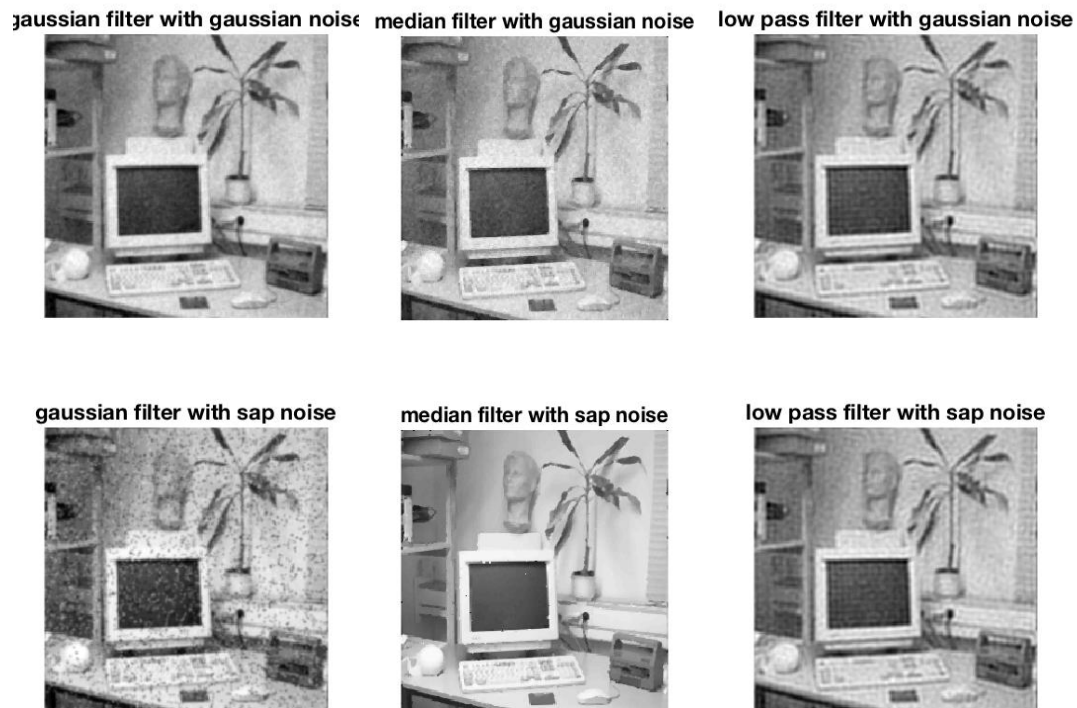 gaussian filter with gaussian noise
median filter with gaussian noise
low pass filter with gaussian noise
gaussian filter with sap noise
median filter with sap noise
low pass filter with sap noise